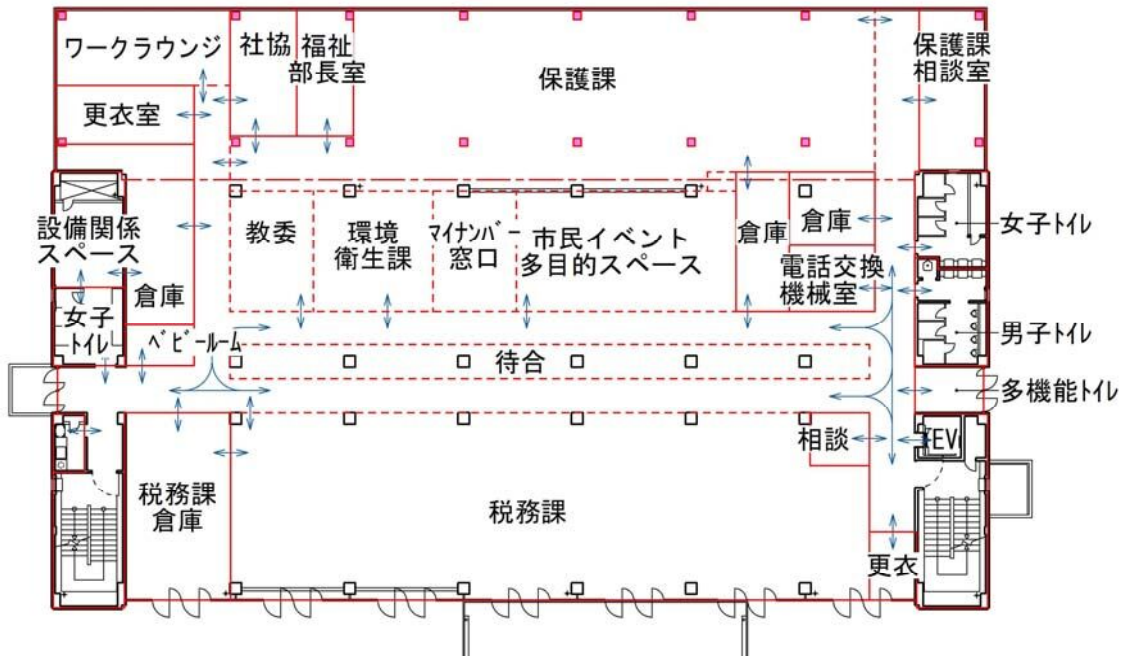 ワークラウンジ
社協
福祉
部長室
保護課
保護課
相談室
更衣室
設備関係
スペース
教委
環境
衛生課
ﾏｲﾅﾝﾊﾞｰ
窓口
市民イベント
多目的スペース
倉庫
倉庫
電話交換
機械室
女子トイレ
倉庫
女子
トイレ
ﾍﾞﾋﾞｰﾙｰﾑ
待合
男子トイレ
多機能トイレ
相談
EV
税務課
倉庫
税務課
更衣